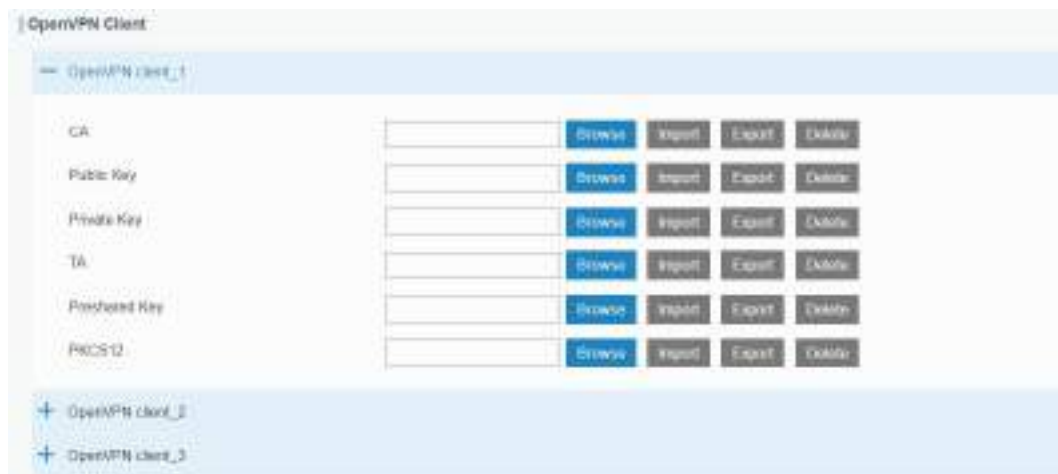 OpenVPN Client
OpenVPN client_1
CA Browse Import Export Delete
Public Key Browse Import Export Delete
Private Key Browse Import Export Delete
TA Browse Import Export Delete
Preshared Key Browse Import Export Delete
PKCS12 Browse Import Export Delete
OpenVPN client_2
OpenVPN client_3